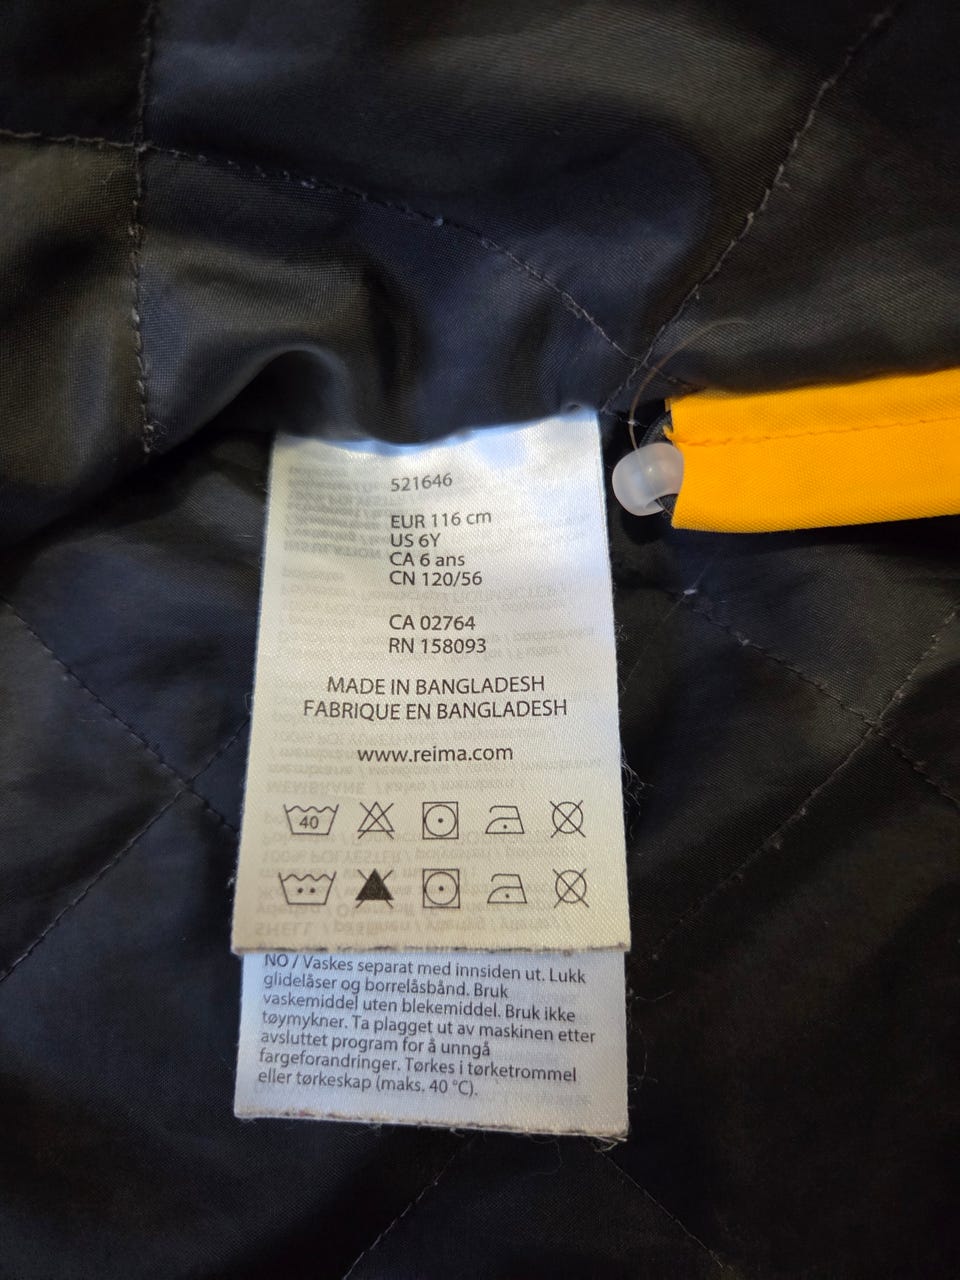 521646
EUR 116 cm
US 6Y
CA 6 ans
CN 120/56
CA 02764
RN 158093
MADE IN BANGLADESH
FABRIQUE EN BANGLADESH
www.reima.com
40
NO / Vaskes separat med innsiden ut. Lukk
glidelåser og borrelåsbånd. Bruk
vaskemiddel uten blekemiddel. Bruk ikke
tøymykner. Ta plagget ut av maskinen etter
avsluttet program for å unngå
fargeforandringer. Tørkes i tørketrommel
eller tørkeskap (maks. 40 °C).